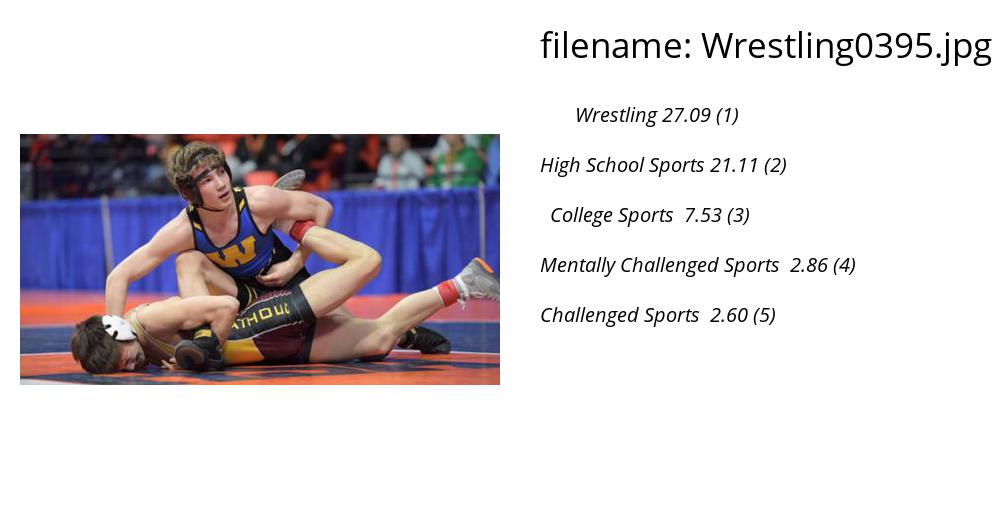 filename: Wrestling0395.jpg
Wrestling 27.09 (1)
High School Sports 21.11 (2)
College Sports 7.53 (3)
Mentally Challenged Sports 2.86 (4)
Challenged Sports 2.60 (5)
W